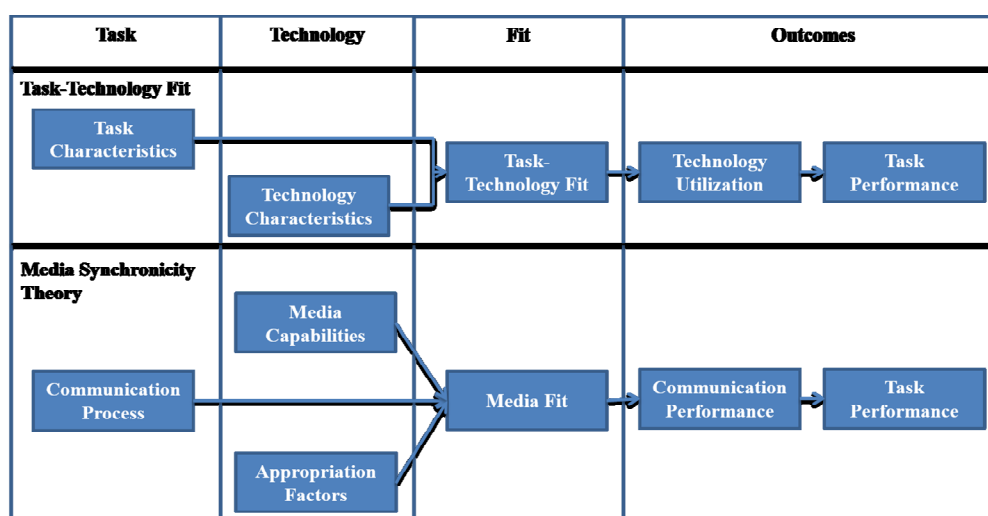 Task
Technology
Fit
Outcomes
Task-Technology Fit
Task
Characteristics
Technology
Characteristics
Task-
Technology Fit
Technology
Utilization
Task
Performance
Media Synchronicity
Theory
Communication
Process
Media
Capabilities
Appropriation
Factors
Media Fit
Communication
Performance
Task
Performance